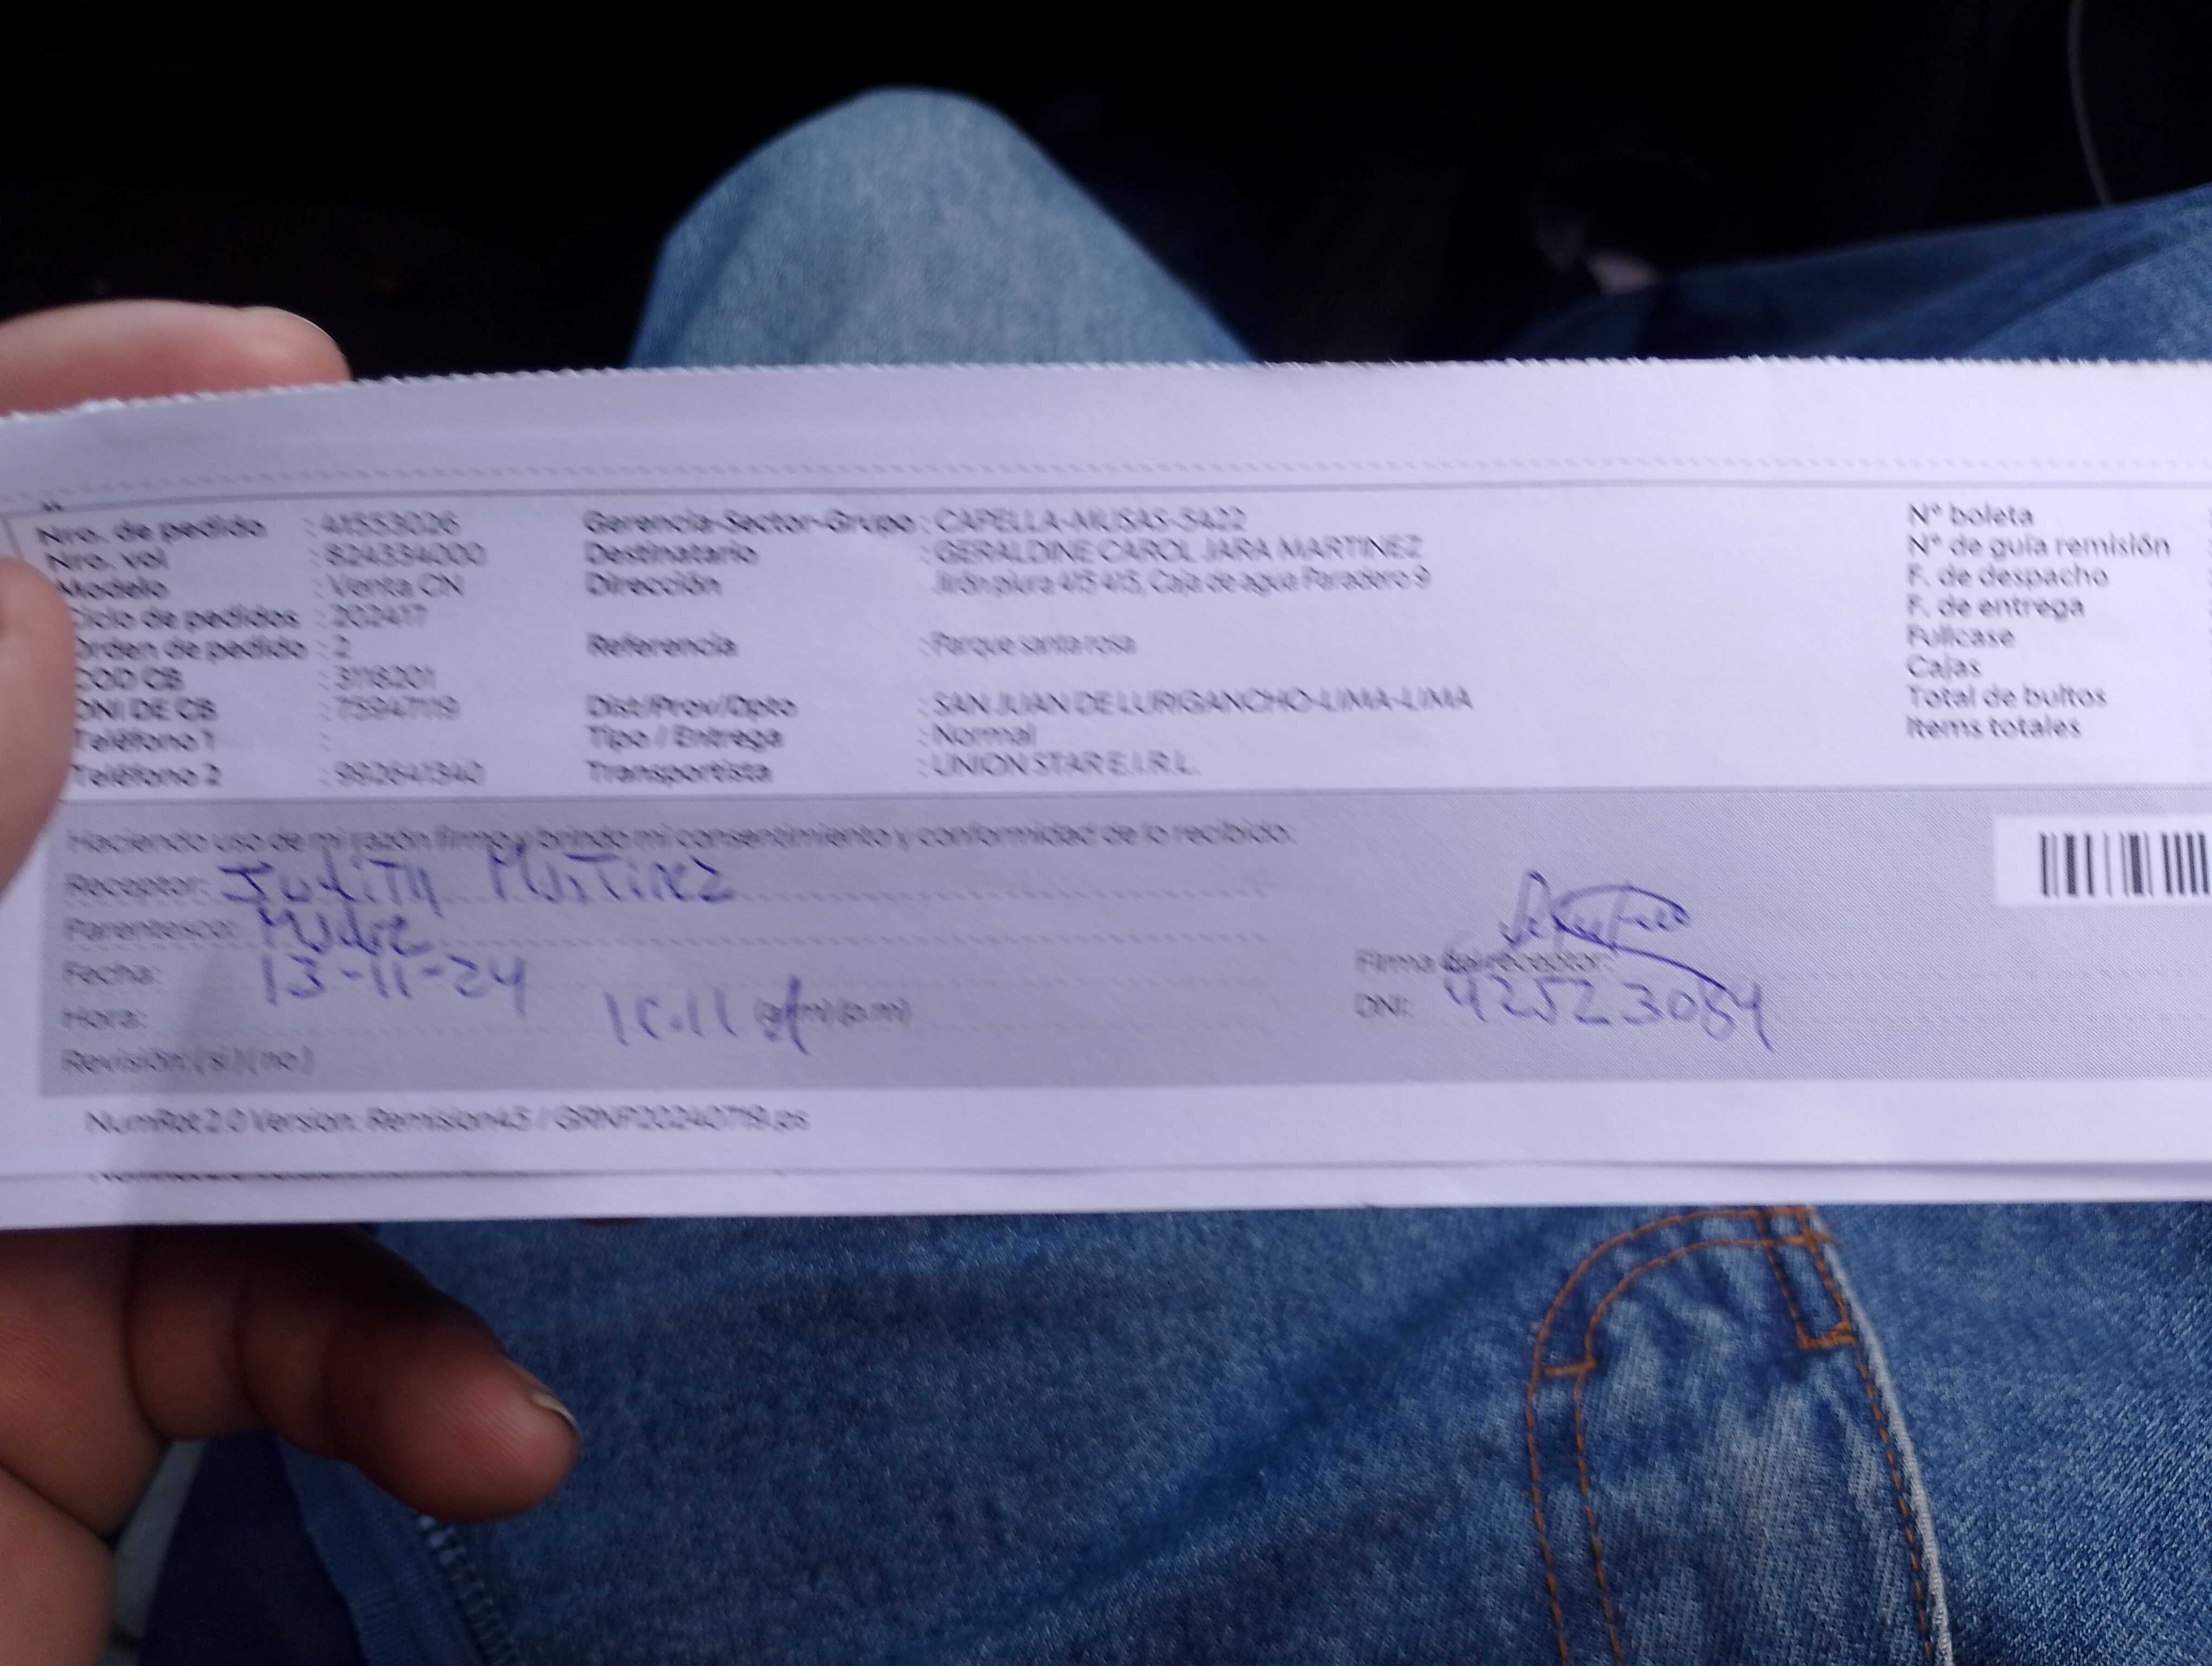 Nro. de pedido : 41553026
Nro. vol : 824334000
Modelo : Venta CN
Ciclo de pedidos : 202417
Orden de pedido : 2
COD CB : 3116201
DNI DE CB : 75947119
Teléfono 1 :
Teléfono 2 : 992641340
Gerencia-Sector-Grupo : CAPELLA-MUSAS-5422
Destinatario : GERALDINE CAROL JARA MARTINEZ
Dirección Jirón piura 415 415, Caja de agua Paradero 9
Referencia : Parque santa rosa
Dist/Prov/Dpto : SAN JUAN DE LURIGANCHO-LIMA-LIMA
Tipo / Entrega : Normal
Transportista : UNION STAR E.I.R.L.
N° boleta
N° de guía remisión
F. de despacho
F. de entrega
Fullcase
Cajas
Total de bultos
Items totales
Haciendo uso de mi razón firmo y brindo mi consentimiento y conformidad de lo recibido:
Receptor: Judith Martinez
Parentesco: Madre
Fecha: 13-11-24
Hora: (a.m) (p.m)
Revisión: (si) (no)
Firma del receptor:
DNI: 42523084
NumRot 2.0 Version: Remision4.5 / GRNF20240719.ps